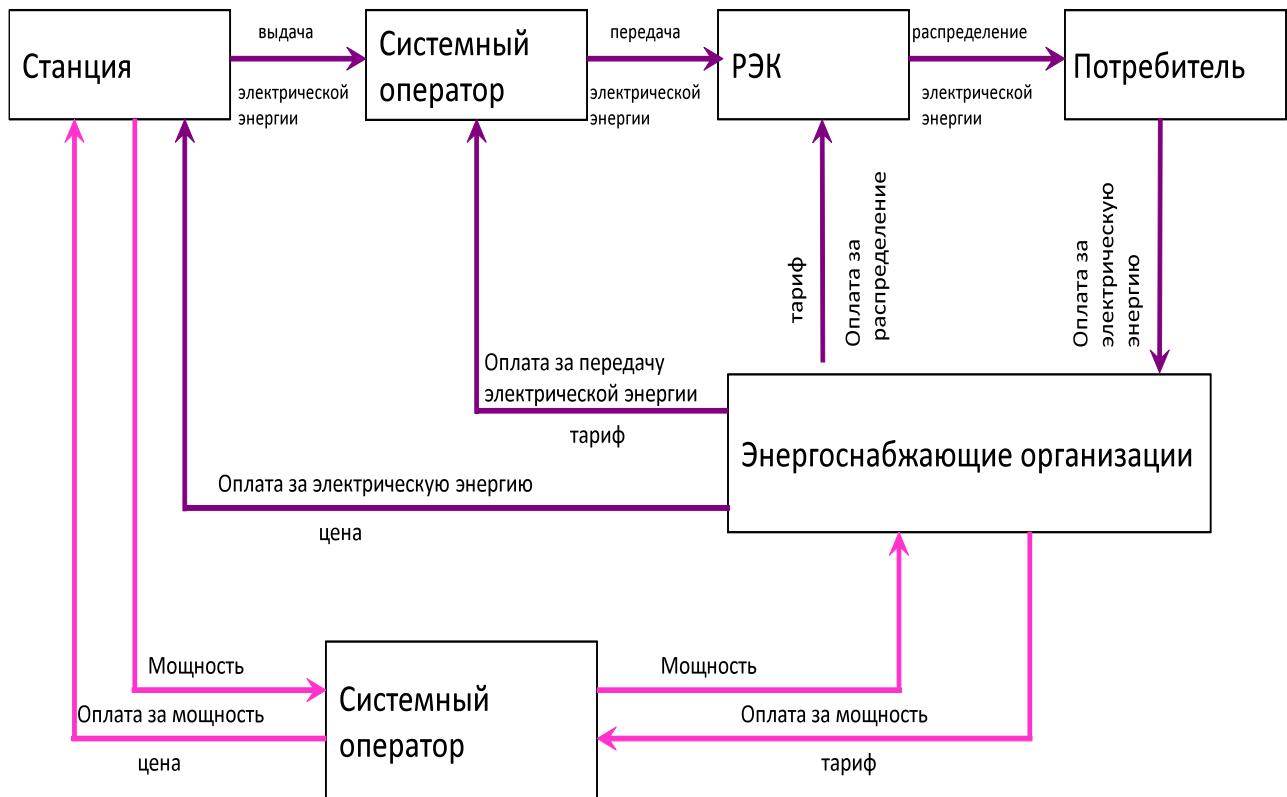 Станция
выдача
электрической
энергии
Системный
оператор
передача
электрической
энергии
РЭК
распределение
электрической
энергии
Потребитель
тариф
Оплата за
распределение
Оплата за
электрическую
энергию
Оплата за передачу
электрической энергии
тариф
Энергоснабжающие организации
Оплата за электрическую энергию
цена
Мощность
Оплата за мощность
цена
Системный
оператор
Мощность
Оплата за мощность
тариф